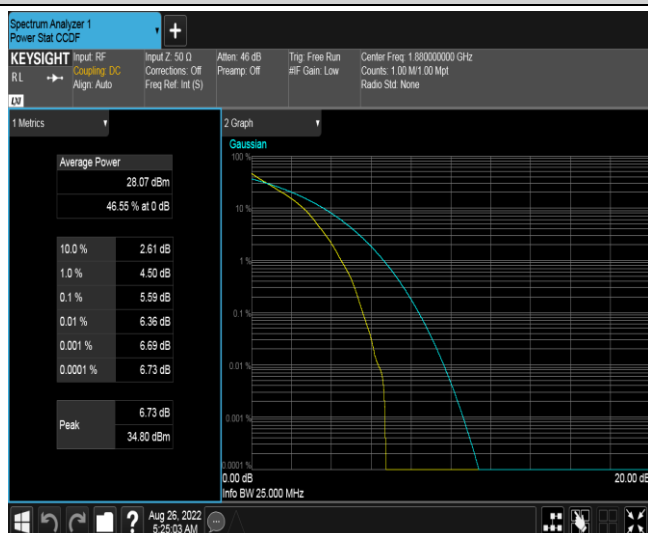 Spectrum Analyzer 1
Power Stat CCDF
KEYSIGHT
RL
LXI
Input: RF
Coupling: DC
Align: Auto
Input Z: 50 Ω
Corrections: Off
Freq Ref: Int (S)
Atten: 46 dB
Preamp: Off
Trig: Free Run
#IF Gain: Low
Center Freq: 1.880000000 GHz
Counts: 1.00 M/1.00 Mpt
Radio Std: None
1 Metrics
Average Power
28.07 dBm
46.55 % at 0 dB
10.0 % 2.61 dB
1.0 % 4.50 dB
0.1 % 5.59 dB
0.01 % 6.36 dB
0.001 % 6.69 dB
0.0001 % 6.73 dB
Peak
6.73 dB
34.80 dBm
2 Graph
Gaussian
100 %
10 %
1 %
0.1 %
0.01 %
0.001 %
0.0001 %
0.00 dB 20.00 dB
Info BW 25.000 MHz
Aug 26, 2022
5:25:03 AM